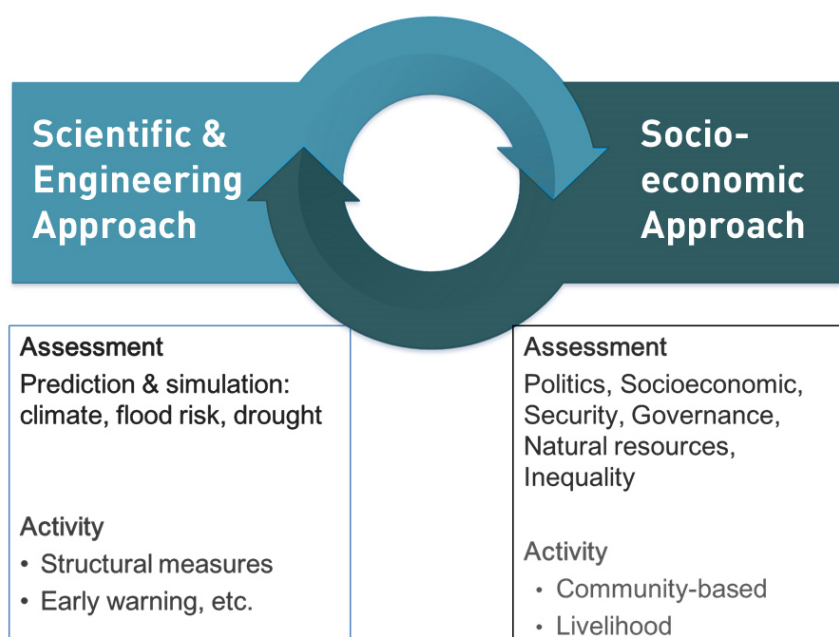 Scientific &
Engineering
Approach
Socio-
economic
Approach
Assessment
Prediction & simulation:
climate, flood risk, drought
Activity
• Structural measures
• Early warning, etc.
Assessment
Politics, Socioeconomic,
Security, Governance,
Natural resources,
Inequality
Activity
• Community-based
• Livelihood